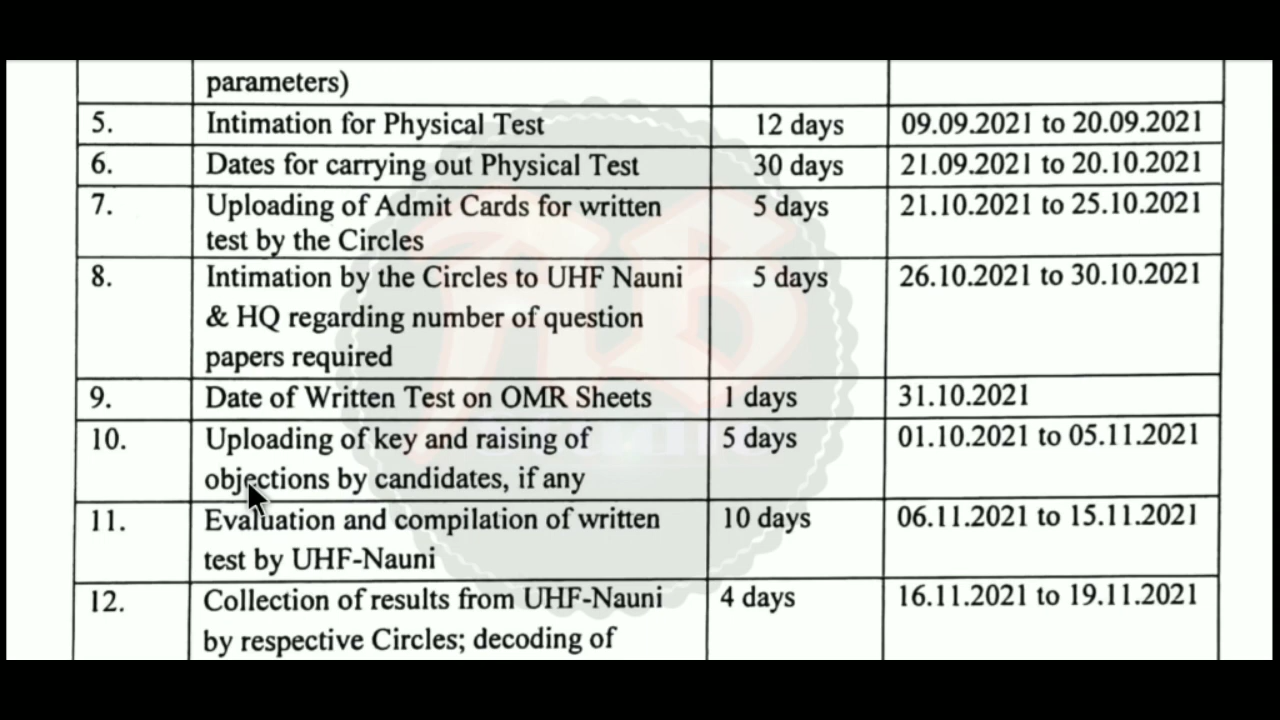 parameters)
5. Intimation for Physical Test 12 days 09.09.2021 to 20.09.2021
6. Dates for carrying out Physical Test 30 days 21.09.2021 to 20.10.2021
7. Uploading of Admit Cards for written 5 days 21.10.2021 to 25.10.2021
test by the Circles
8. Intimation by the Circles to UHF Nauni 5 days 26.10.2021 to 30.10.2021
& HQ regarding number of question
papers required
9. Date of Written Test on OMR Sheets 1 days 31.10.2021
10. Uploading of key and raising of 5 days 01.10.2021 to 05.11.2021
objections by candidates, if any
11. Evaluation and compilation of written 10 days 06.11.2021 to 15.11.2021
test by UHF-Nauni
12. Collection of results from UHF-Nauni 4 days 16.11.2021 to 19.11.2021
by respective Circles; decoding of